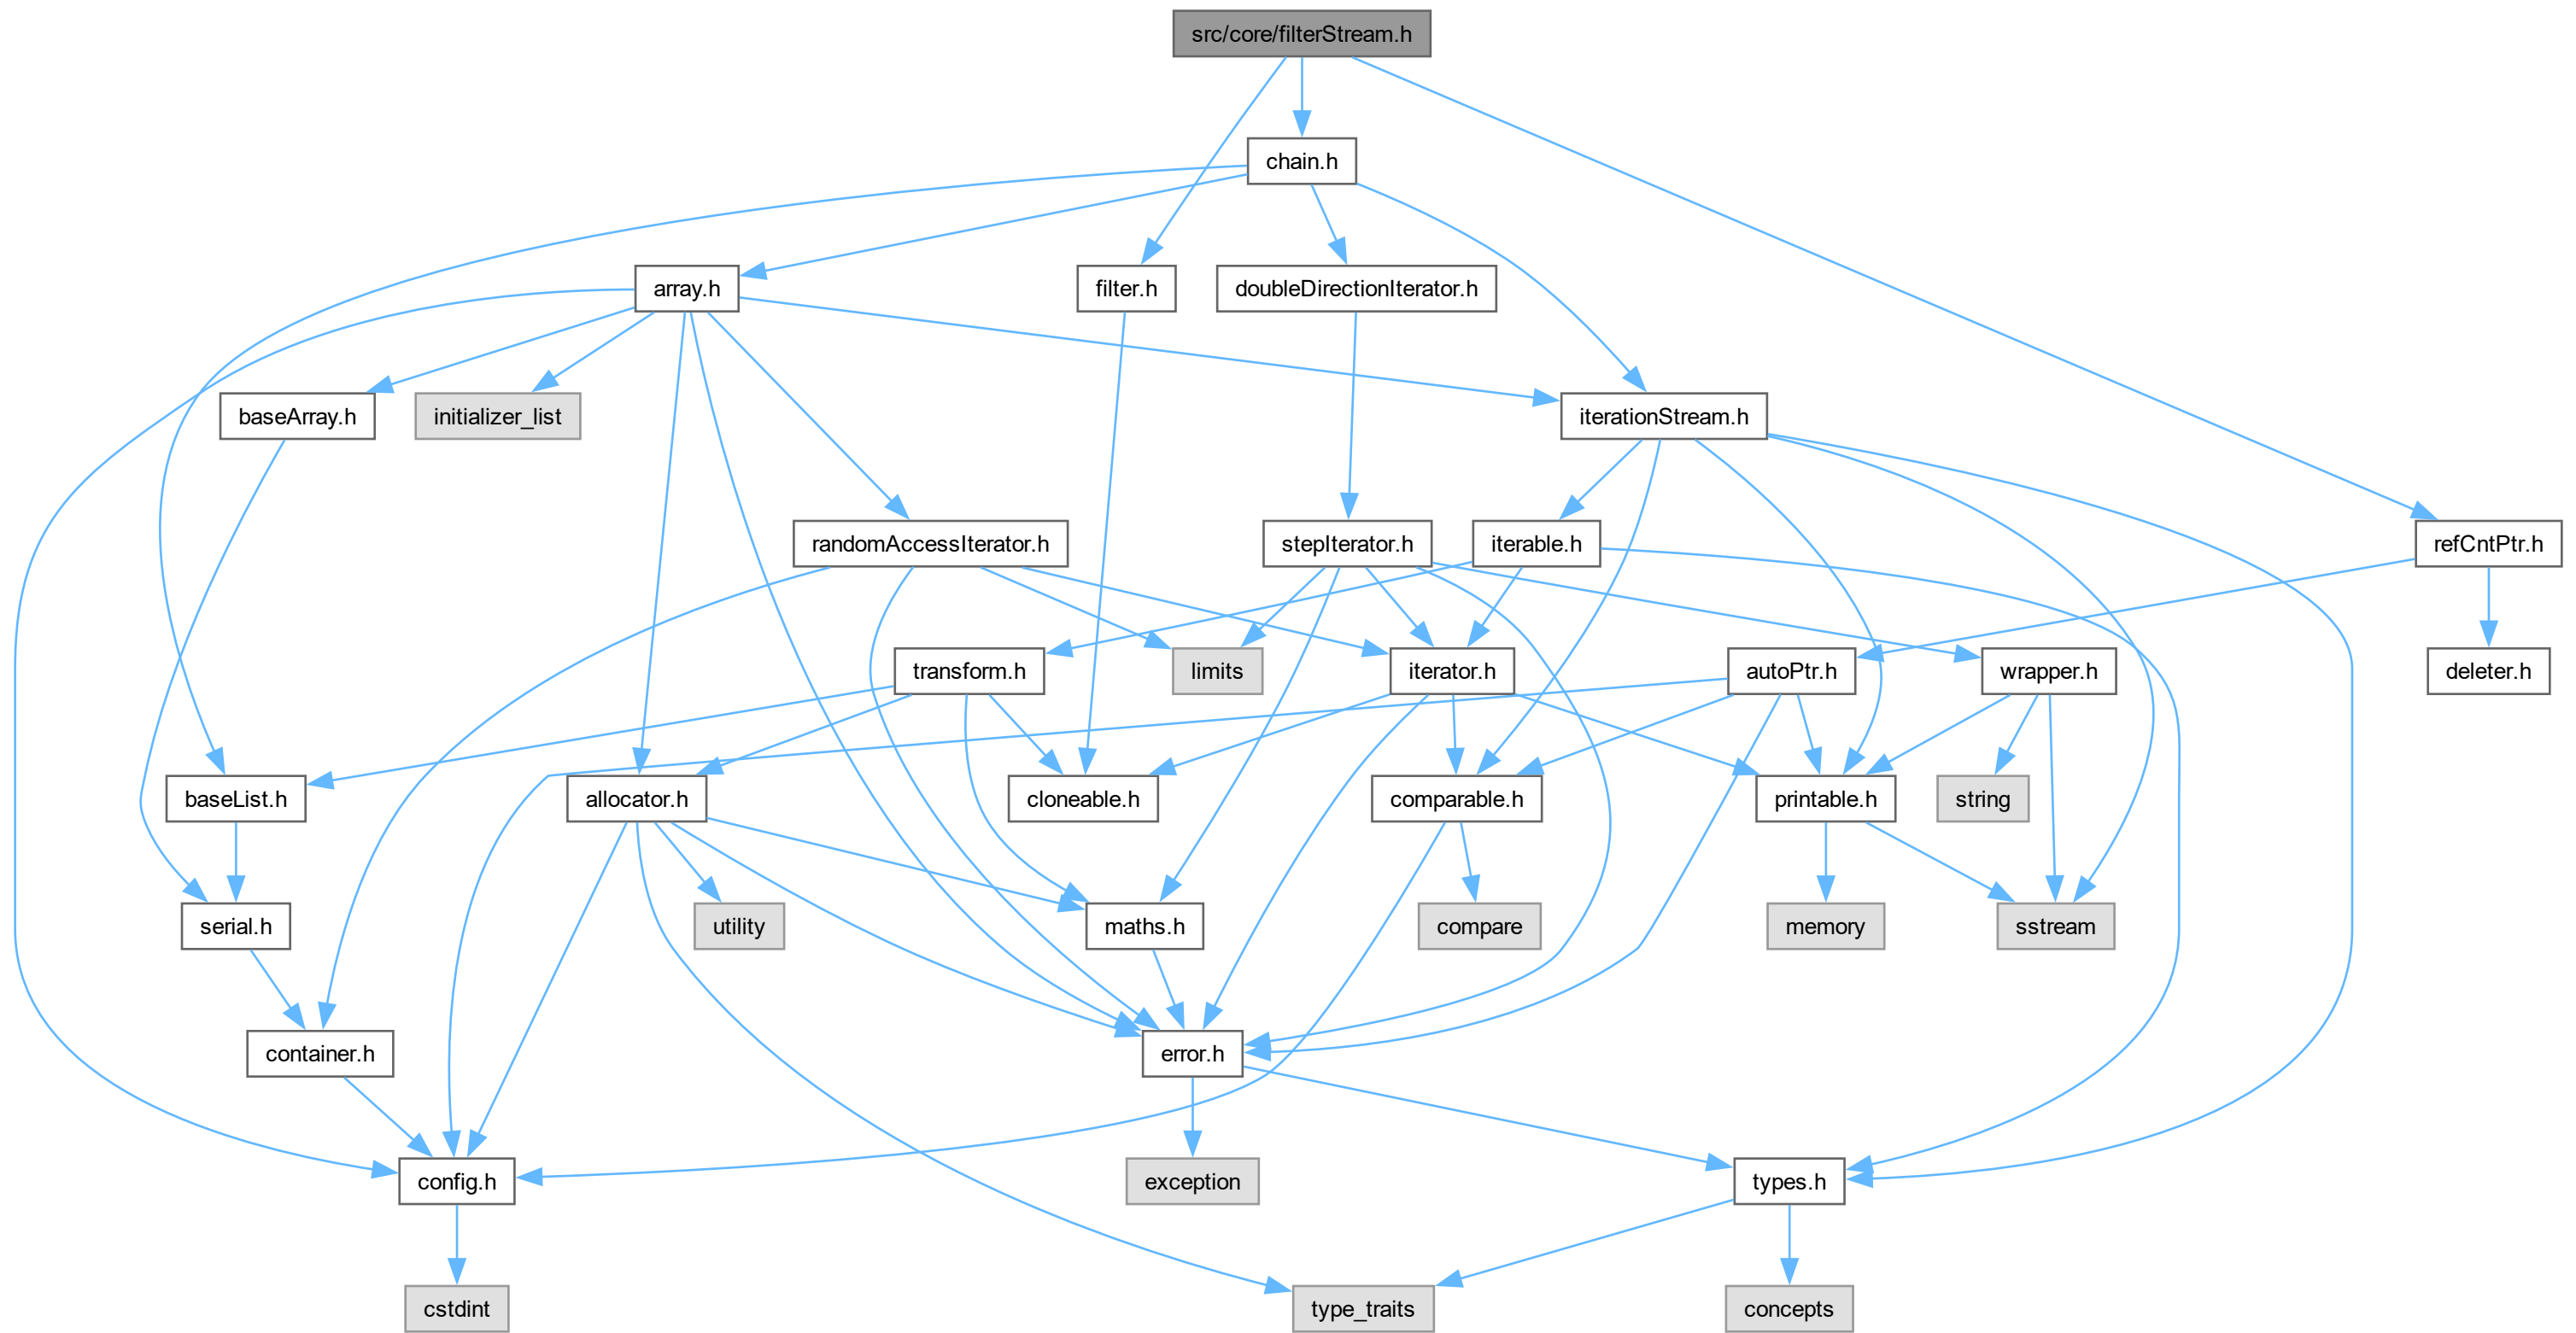 src/core/filterStream.h
chain.h
array.h
filter.h
doubleDirectionIterator.h
baseArray.h
initializer_list
iterationStream.h
randomAccessIterator.h
stepIterator.h
iterable.h
refCntPtr.h
transform.h
limits
iterator.h
autoPtr.h
wrapper.h
deleter.h
baseList.h
allocator.h
cloneable.h
comparable.h
printable.h
string
serial.h
utility
maths.h
compare
memory
sstream
container.h
error.h
config.h
exception
types.h
cstdint
type_traits
concepts